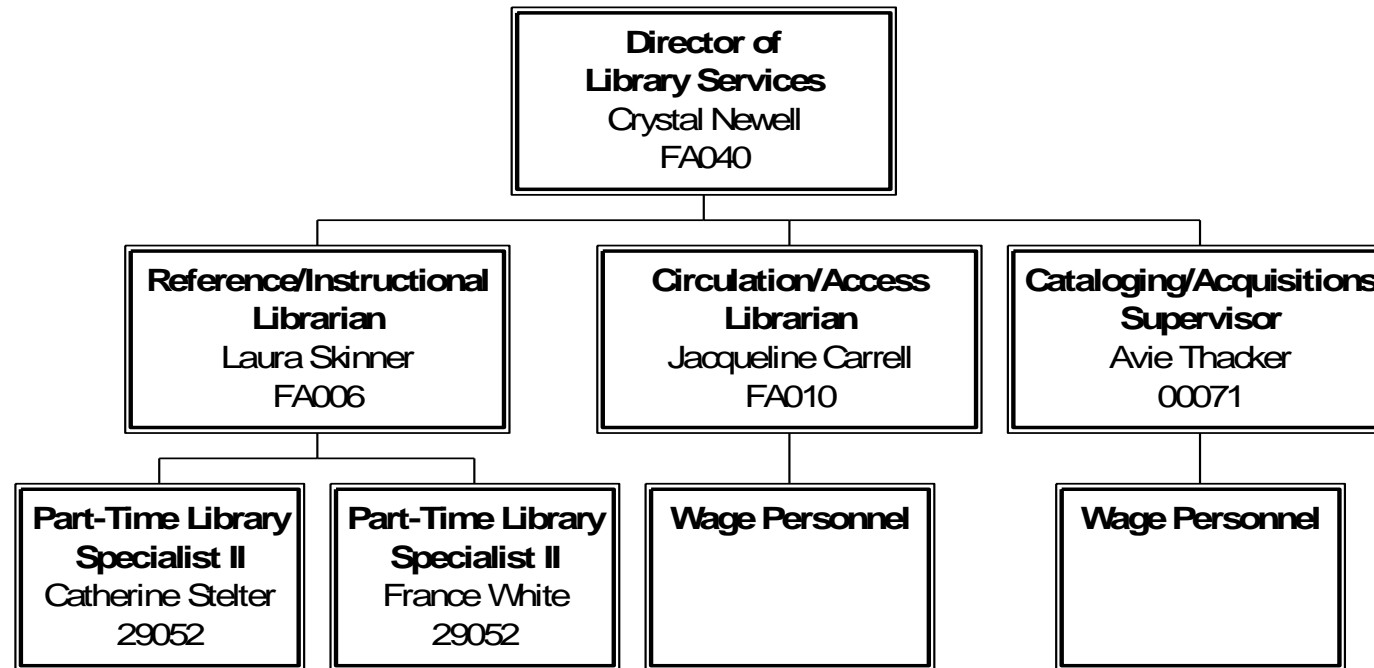 Director of
Library Services
Crystal Newell
FA040
Reference/Instructional
Librarian
Laura Skinner
FA006
Circulation/Access
Librarian
Jacqueline Carrell
FA010
Cataloging/Acquisitions
Supervisor
Avie Thacker
00071
Part-Time Library
Specialist II
Catherine Stelter
29052
Part-Time Library
Specialist II
France White
29052
Wage Personnel
Wage Personnel